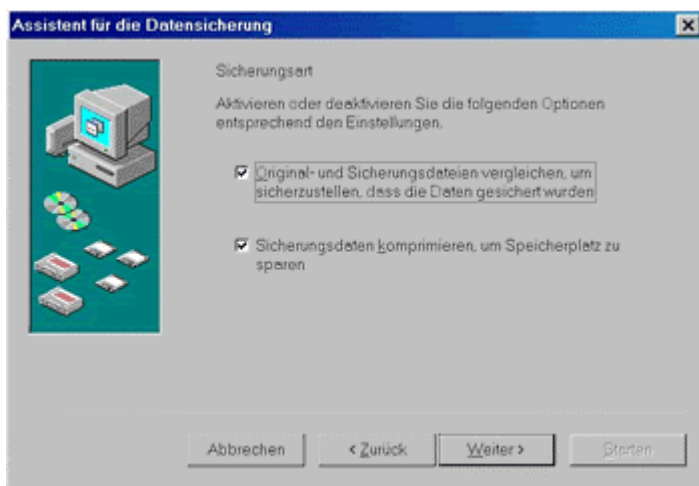 Assistent für die Datensicherung
Sicherungsart
Aktivieren oder deaktivieren Sie die folgenden Optionen
entsprechend den Einstellungen.
Original- und Sicherungsdateien vergleichen, um
sicherzustellen, dass die Daten gesichert wurden
Sicherungsdaten komprimieren, um Speicherplatz zu
sparen
Abbrechen
< Zurück
Weiter >
Starten